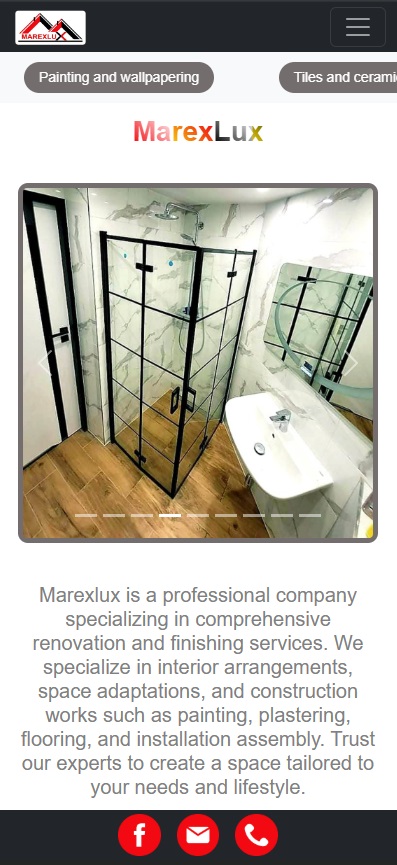 MAREXLUX
Painting and wallpapering
Tiles and cerami
MarexLux
Marexlux is a professional company
specializing in comprehensive
renovation and finishing services. We
specialize in interior arrangements,
space adaptations, and construction
works such as painting, plastering,
flooring, and installation assembly. Trust
our experts to create a space tailored to
your needs and lifestyle.